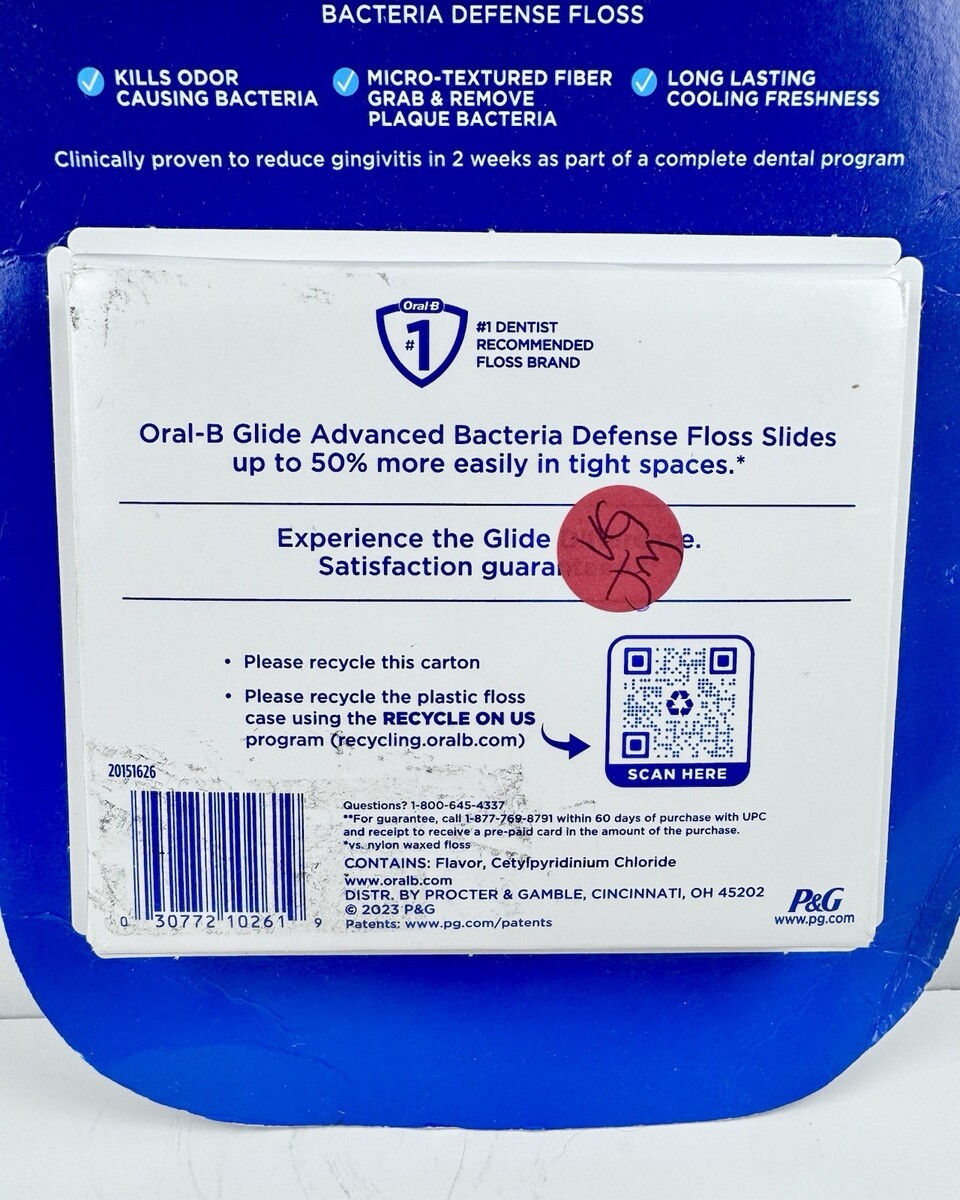 BACTERIA DEFENSE FLOSS
KILLS ODOR
CAUSING BACTERIA
MICRO-TEXTURED FIBER
GRAB & REMOVE
PLAQUE BACTERIA
LONG LASTING
COOLING FRESHNESS
Clinically proven to reduce gingivitis in 2 weeks as part of a complete dental program
Oral-B
#1
#1 DENTIST
RECOMMENDED
FLOSS BRAND
Oral-B Glide Advanced Bacteria Defense Floss Slides
up to 50% more easily in tight spaces.*
Experience the Glide
Satisfaction
VG
• Please recycle this carton
• Please recycle the plastic floss
case using the RECYCLE ON US
program (recycling.oralb.com)
SCAN HERE
20151626
0 30772 10261 9
Questions? 1-800-645-4337
**For guarantee, call 1-877-769-8791 within 60 days of purchase with UPC
and receipt to receive a pre-paid card in the amount of the purchase.
*vs. nylon waxed floss
CONTAINS: Flavor, Cetylpyridinium Chloride
www.oralb.com
DISTR. BY PROCTER & GAMBLE, CINCINNATI, OH 45202
© 2023 P&G
Patents: www.pg.com/patents
P&G
www.pg.com